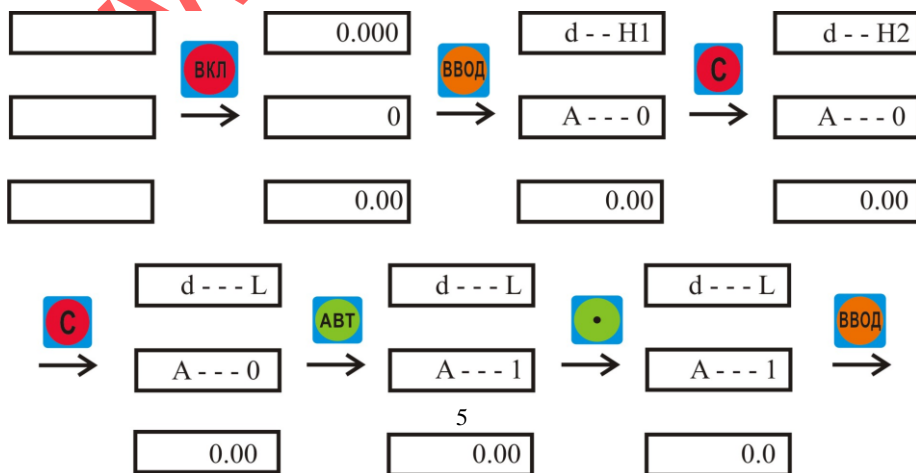 0.000 d - - H1 d - - H2
ВКЛ ВВОД С
0 A - - - 0 A - - - 0
0.00 0.00 0.00
d - - - L d - - - L d - - - L
С АВТ • ВВОД
A - - - 0 A - - - 1 A - - - 1
5
0.00 0.00 0.0